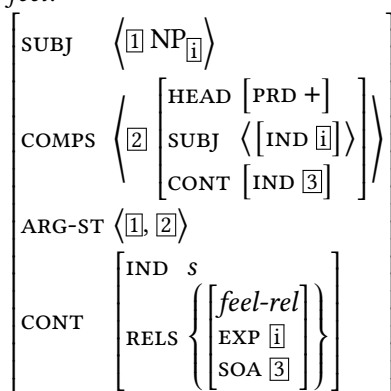 feel:
SUBJ ⟨[1] NP[i]⟩
HEAD [PRD +]
COMPS ⟨[2] SUBJ ⟨[IND [i]]⟩⟩
CONT [IND [3]]
ARG-ST ⟨[1], [2]⟩
IND s
CONT RELS {feel-rel}
EXP [i]
SOA [3]